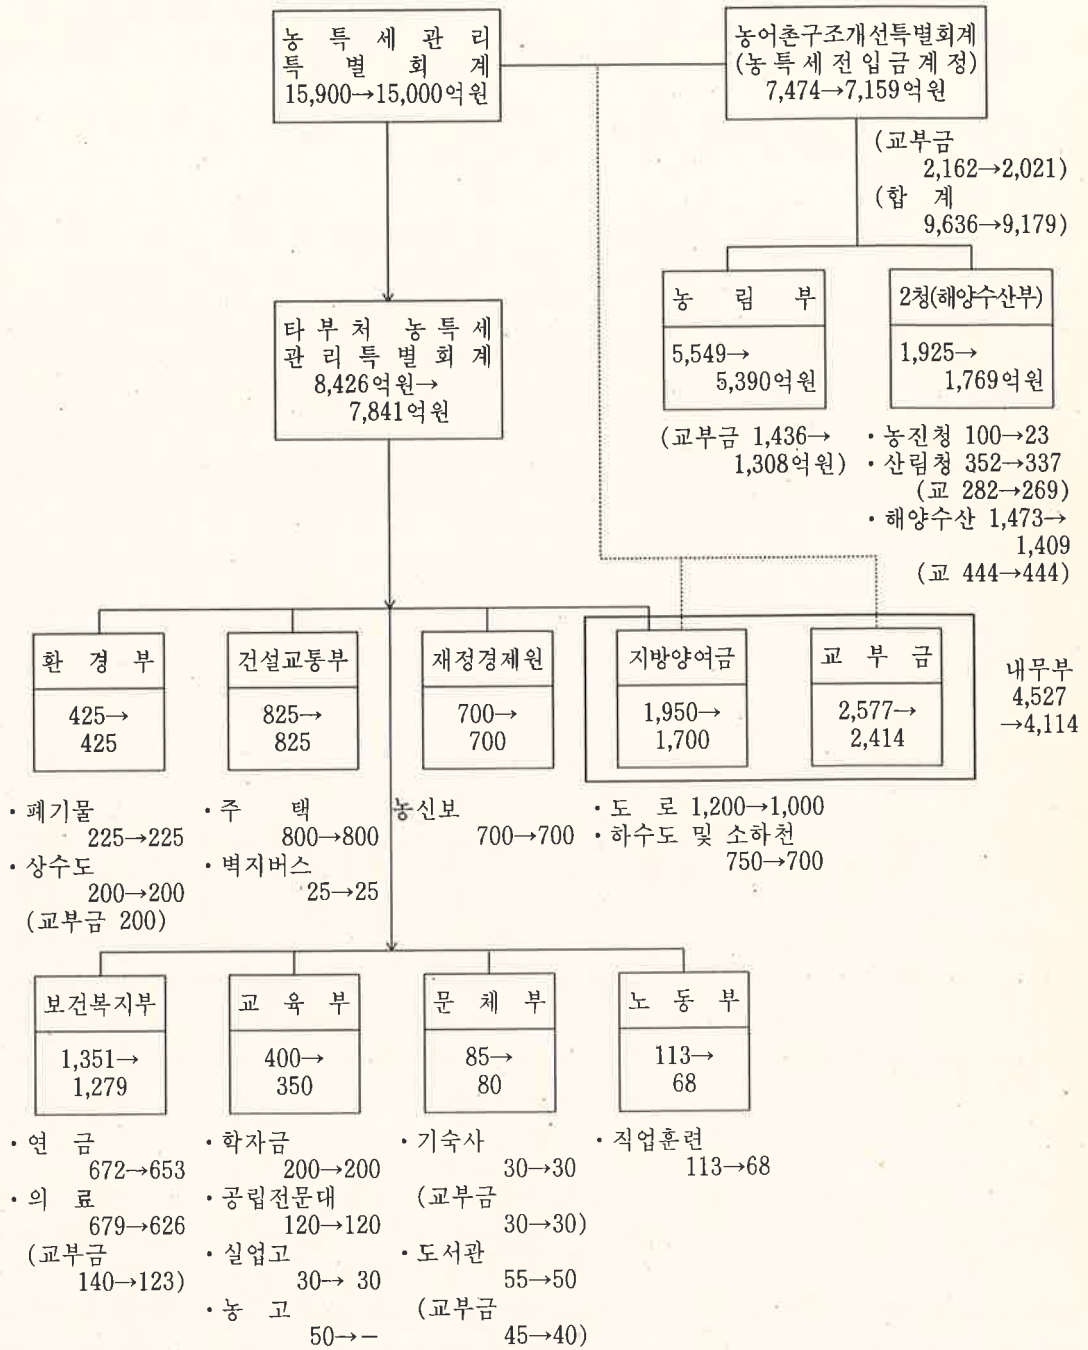 농 특 세 관 리
특 별 회 계
15,900→15,000억원
농어촌구조개선특별회계
(농특세전입금계정)
7,474→7,159억원
(교부금
2,162→2,021)
(합 계
9,636→9,179)
타부처 농특세
관리특별회계
8,426억원→
7,841억원
농 림 부
5,549→
5,390억원
(교부금 1,436→
1,308억원)
2청(해양수산부)
1,925→
1,769억원
· 농진청 100→23
· 산림청 352→337
(교 282→269)
· 해양수산 1,473→
1,409
(교 444→444)
환 경 부
425→
425
· 폐기물
225→225
· 상수도
200→200
(교부금 200)
건설교통부
825→
825
· 주 택
800→800
· 벽지버스
25→25
재정경제원
700→
700
농신보
700→700
지방양여금
1,950→
1,700
· 도 로 1,200→1,000
· 하수도 및 소하천
750→700
교 부 금
2,577→
2,414
내무부
4,527
→4,114
보건복지부
1,351→
1,279
· 연 금
672→653
· 의 료
679→626
(교부금
140→123)
교 육 부
400→
350
· 학자금
200→200
· 공립전문대
120→120
· 실업고
30→ 30
· 농 고
50→−
문 체 부
85→
80
· 기숙사
30→30
(교부금
30→30)
· 도서관
55→50
(교부금
45→40)
노 동 부
113→
68
· 직업훈련
113→68